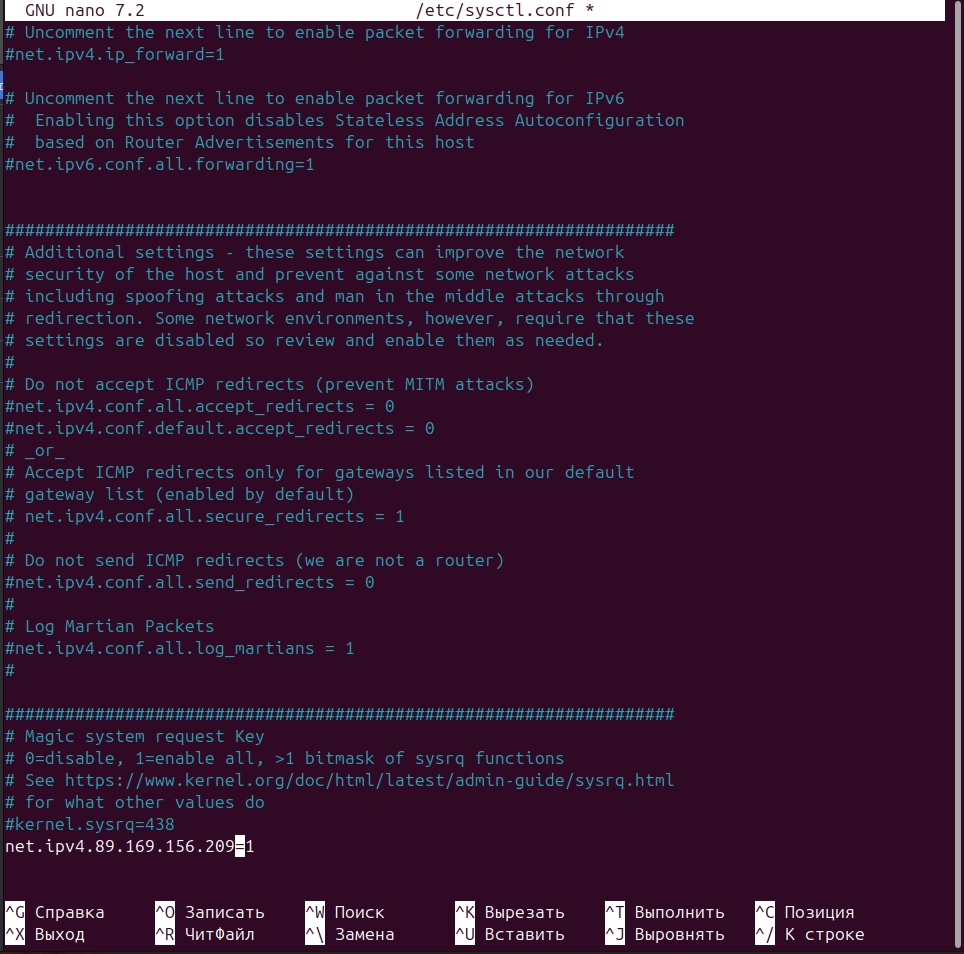 GNU nano 7.2 /etc/sysctl.conf *
# Uncomment the next line to enable packet forwarding for IPv4
#net.ipv4.ip_forward=1
# Uncomment the next line to enable packet forwarding for IPv6
#  Enabling this option disables Stateless Address Autoconfiguration
#  based on Router Advertisements for this host
#net.ipv6.conf.all.forwarding=1
###################################################################
# Additional settings - these settings can improve the network
# security of the host and prevent against some network attacks
# including spoofing attacks and man in the middle attacks through
# redirection. Some network environments, however, require that these
# settings are disabled so review and enable them as needed.
#
# Do not accept ICMP redirects (prevent MITM attacks)
#net.ipv4.conf.all.accept_redirects = 0
#net.ipv4.conf.default.accept_redirects = 0
# _or_
# Accept ICMP redirects only for gateways listed in our default
# gateway list (enabled by default)
# net.ipv4.conf.all.secure_redirects = 1
#
# Do not send ICMP redirects (we are not a router)
#net.ipv4.conf.all.send_redirects = 0
#
# Log Martian Packets
#net.ipv4.conf.all.log_martians = 1
#
###################################################################
# Magic system request Key
# 0=disable, 1=enable all, >1 bitmask of sysrq functions
# See https://www.kernel.org/doc/html/latest/admin-guide/sysrq.html
# for what other values do
#kernel.sysrq=438
net.ipv4.89.169.156.209=1
^G Справка ^O Записать ^W Поиск ^K Вырезать ^T Выполнить ^C Позиция
^X Выход ^R ЧитФайл ^\ Замена ^U Вставить ^J Выровнять ^/ К строке